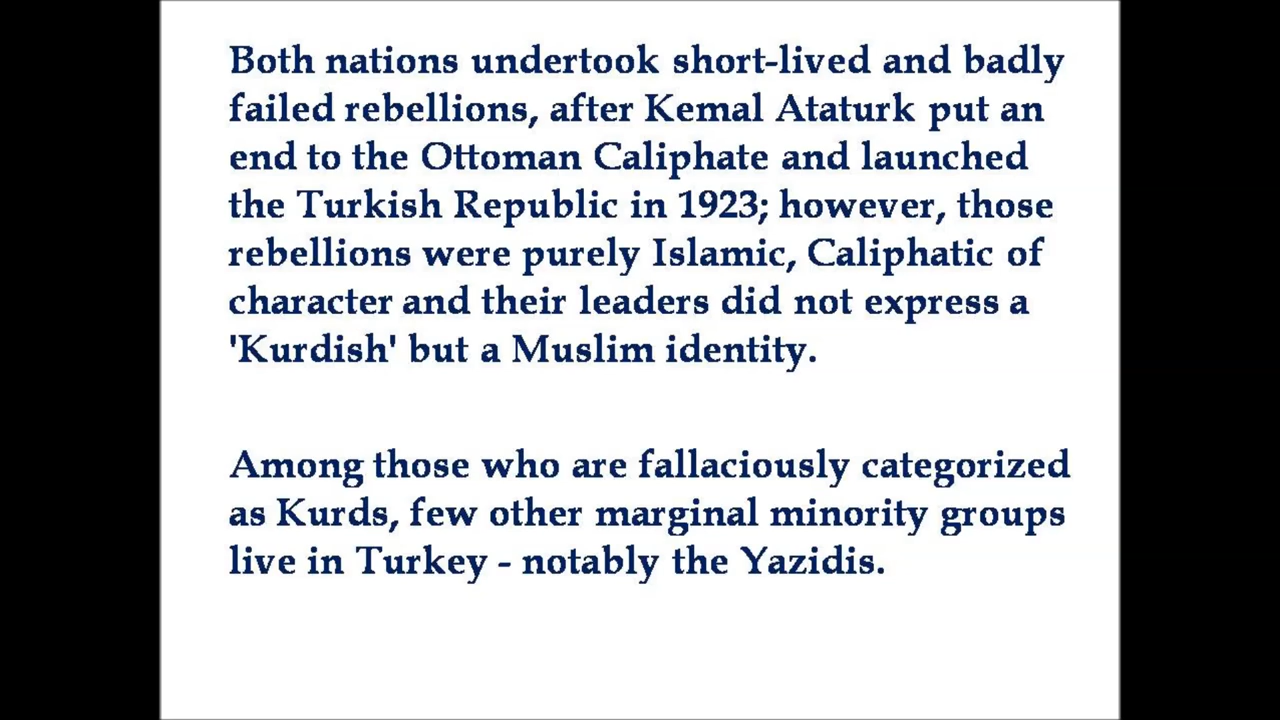 Both nations undertook short-lived and badly
failed rebellions, after Kemal Ataturk put an
end to the Ottoman Caliphate and launched
the Turkish Republic in 1923; however, those
rebellions were purely Islamic, Caliphatic of
character and their leaders did not express a
'Kurdish' but a Muslim identity.
Among those who are fallaciously categorized
as Kurds, few other marginal minority groups
live in Turkey - notably the Yazidis.